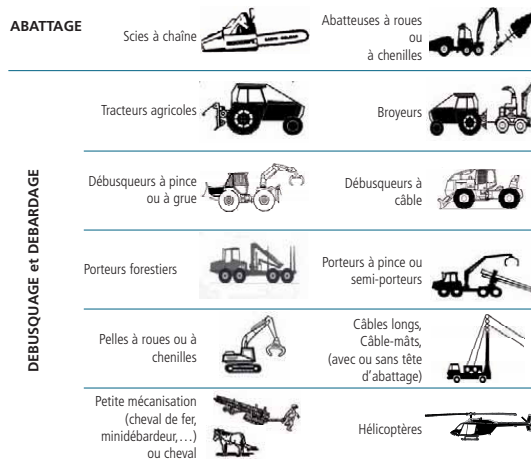 ABATTAGE
Scies à chaîne
Abatteuses à roues
ou
à chenilles
DEBUSQUAGE et DEBARDAGE
Tracteurs agricoles
Broyeurs
Débusqueurs à pince
ou à grue
Débusqueurs à
câble
Porteurs forestiers
Porteurs à pince ou
semi-porteurs
Pelles à roues ou à
chenilles
Câbles longs,
Câble-mâts,
(avec ou sans tête
d'abattage)
Petite mécanisation
(cheval de fer,
minidébardeur,…)
ou cheval
Hélicoptères